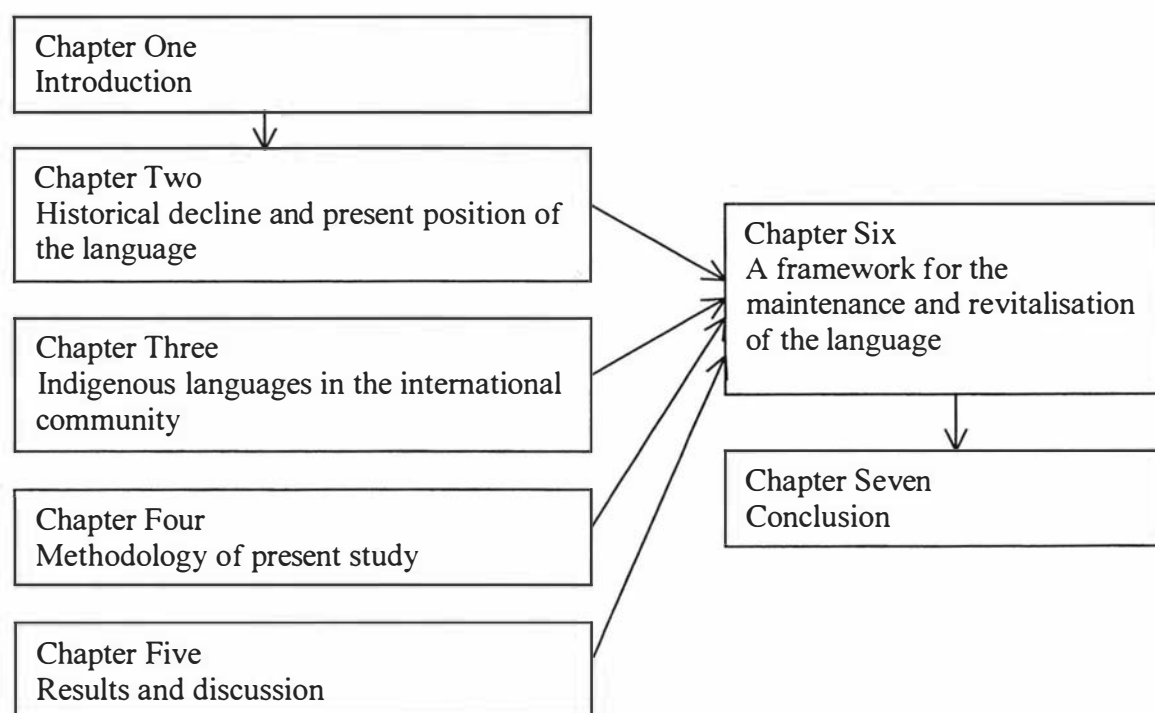 Chapter One
Introduction
Chapter Two
Historical decline and present position of
the language
Chapter Three
Indigenous languages in the international
community
Chapter Four
Methodology of present study
Chapter Five
Results and discussion
Chapter Six
A framework for the
maintenance and revitalisation
of the language
Chapter Seven
Conclusion